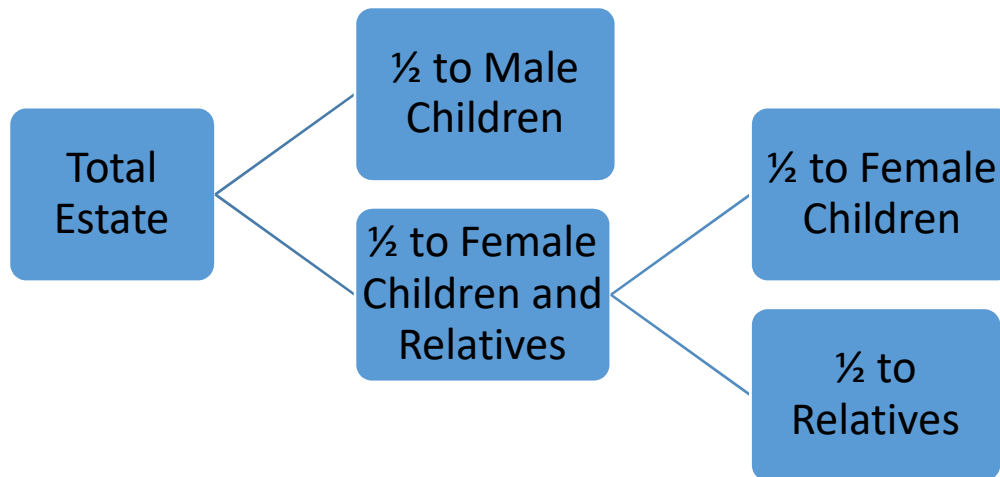 Total
Estate
½ to Male
Children
½ to Female
Children and
Relatives
½ to Female
Children
½ to
Relatives